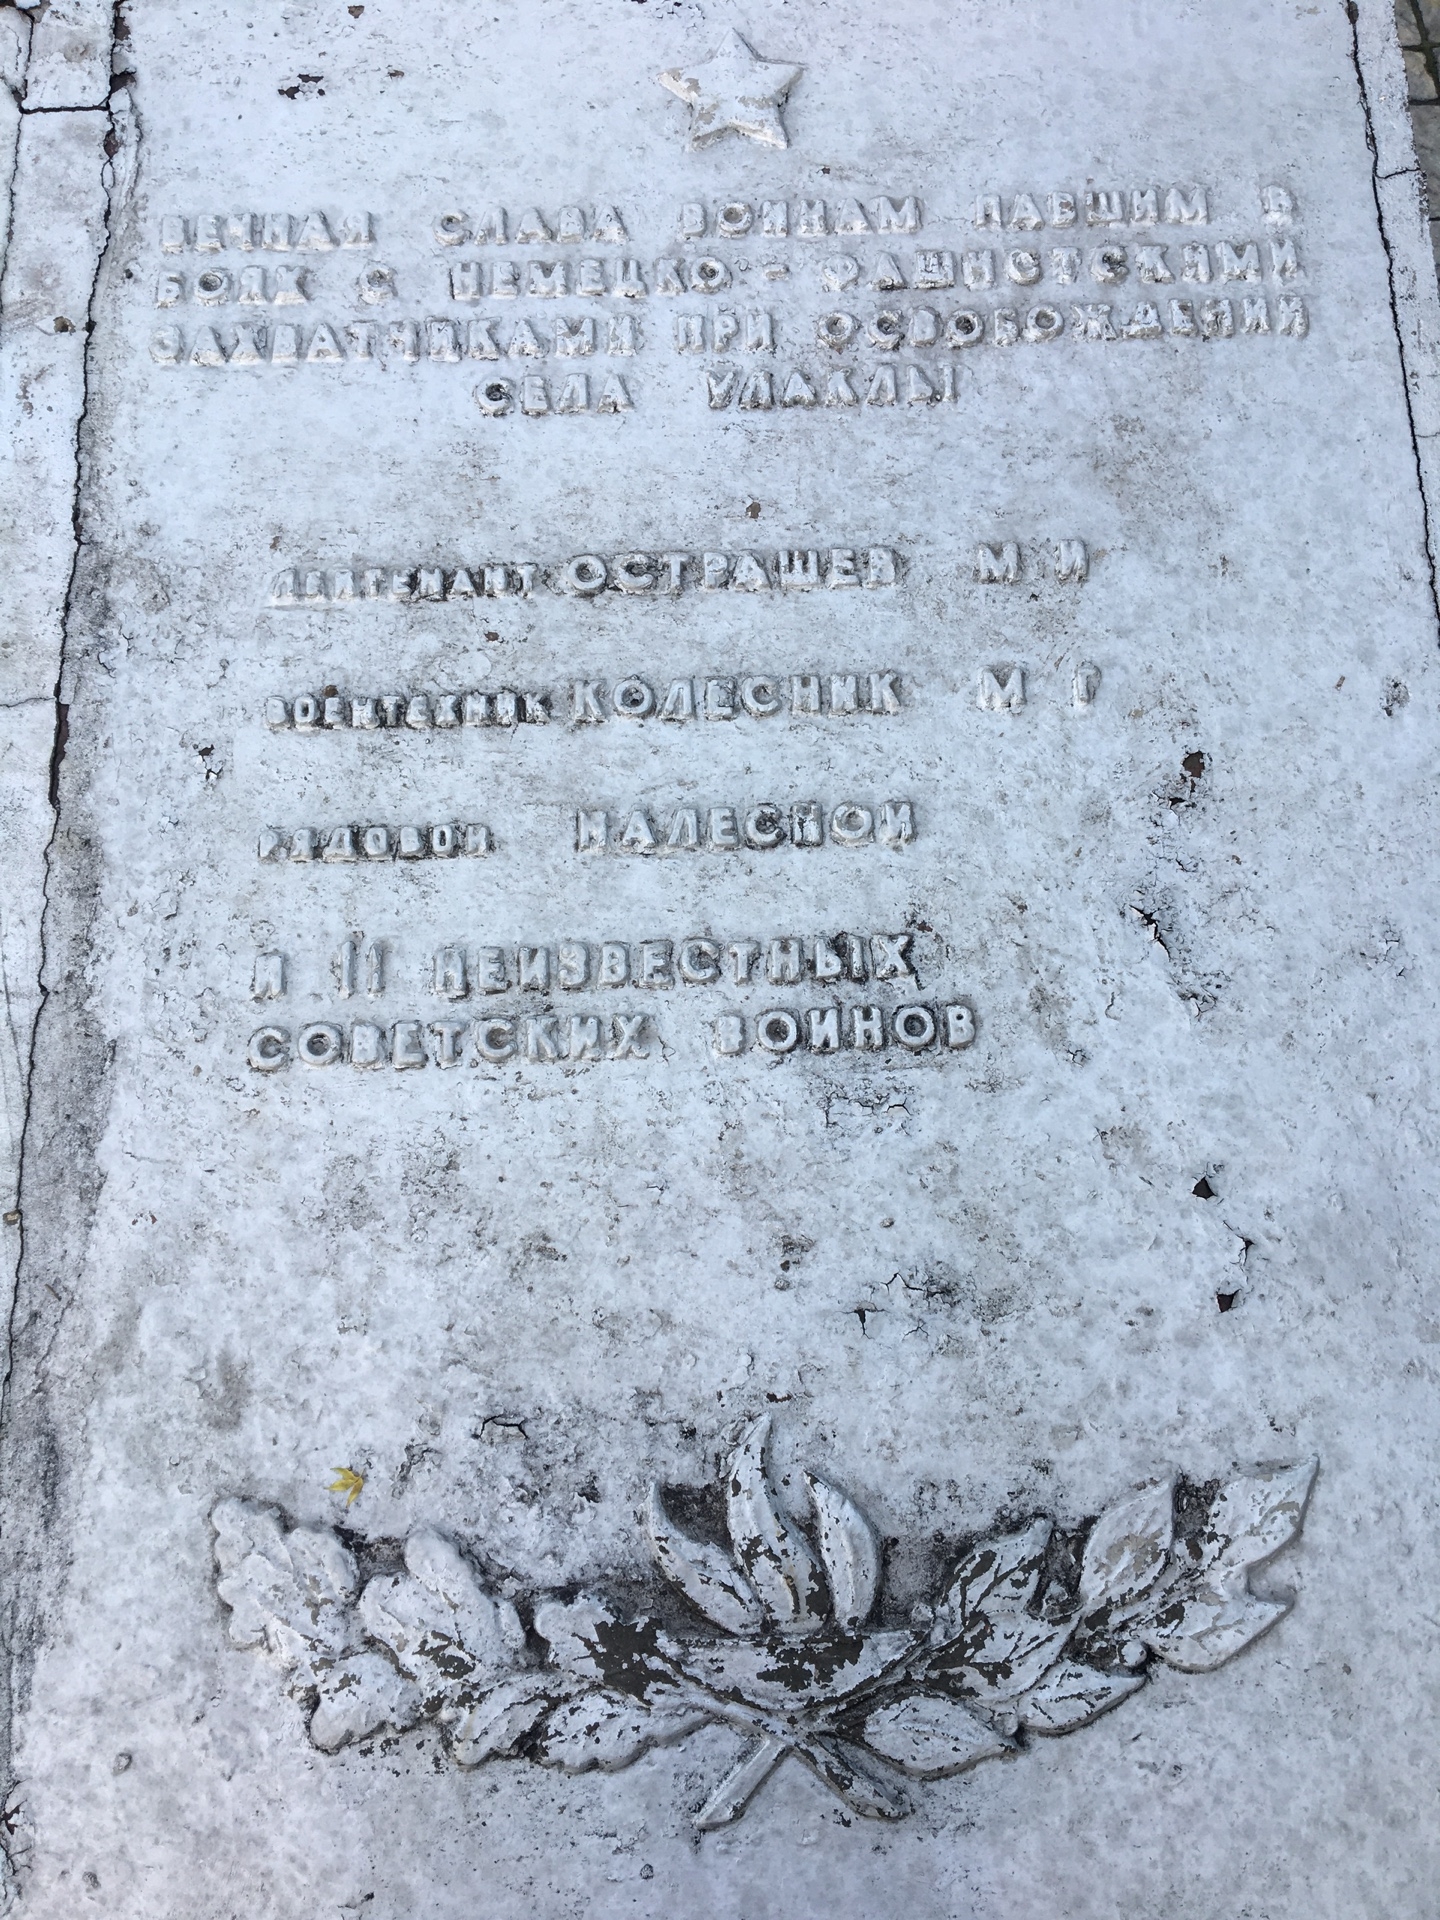 ВЕЧНАЯ СЛАВА ВОИНАМ ПАВШИМ В
БОЯХ С НЕМЕЦКО-ФАШИСТСКИМИ
ЗАХВАТЧИКАМИ ПРИ ОСВОБОЖДЕНИИ
СЕЛА УЛАКЛЫ
ЛЕЙТЕНАНТ ОСТРАШЕВ М И
ВОЕНТЕХНИК КОЛЕСНИК М Г
РЯДОВОЙ НАЛЕСНОЙ
И 11 НЕИЗВЕСТНЫХ
СОВЕТСКИХ ВОИНОВ